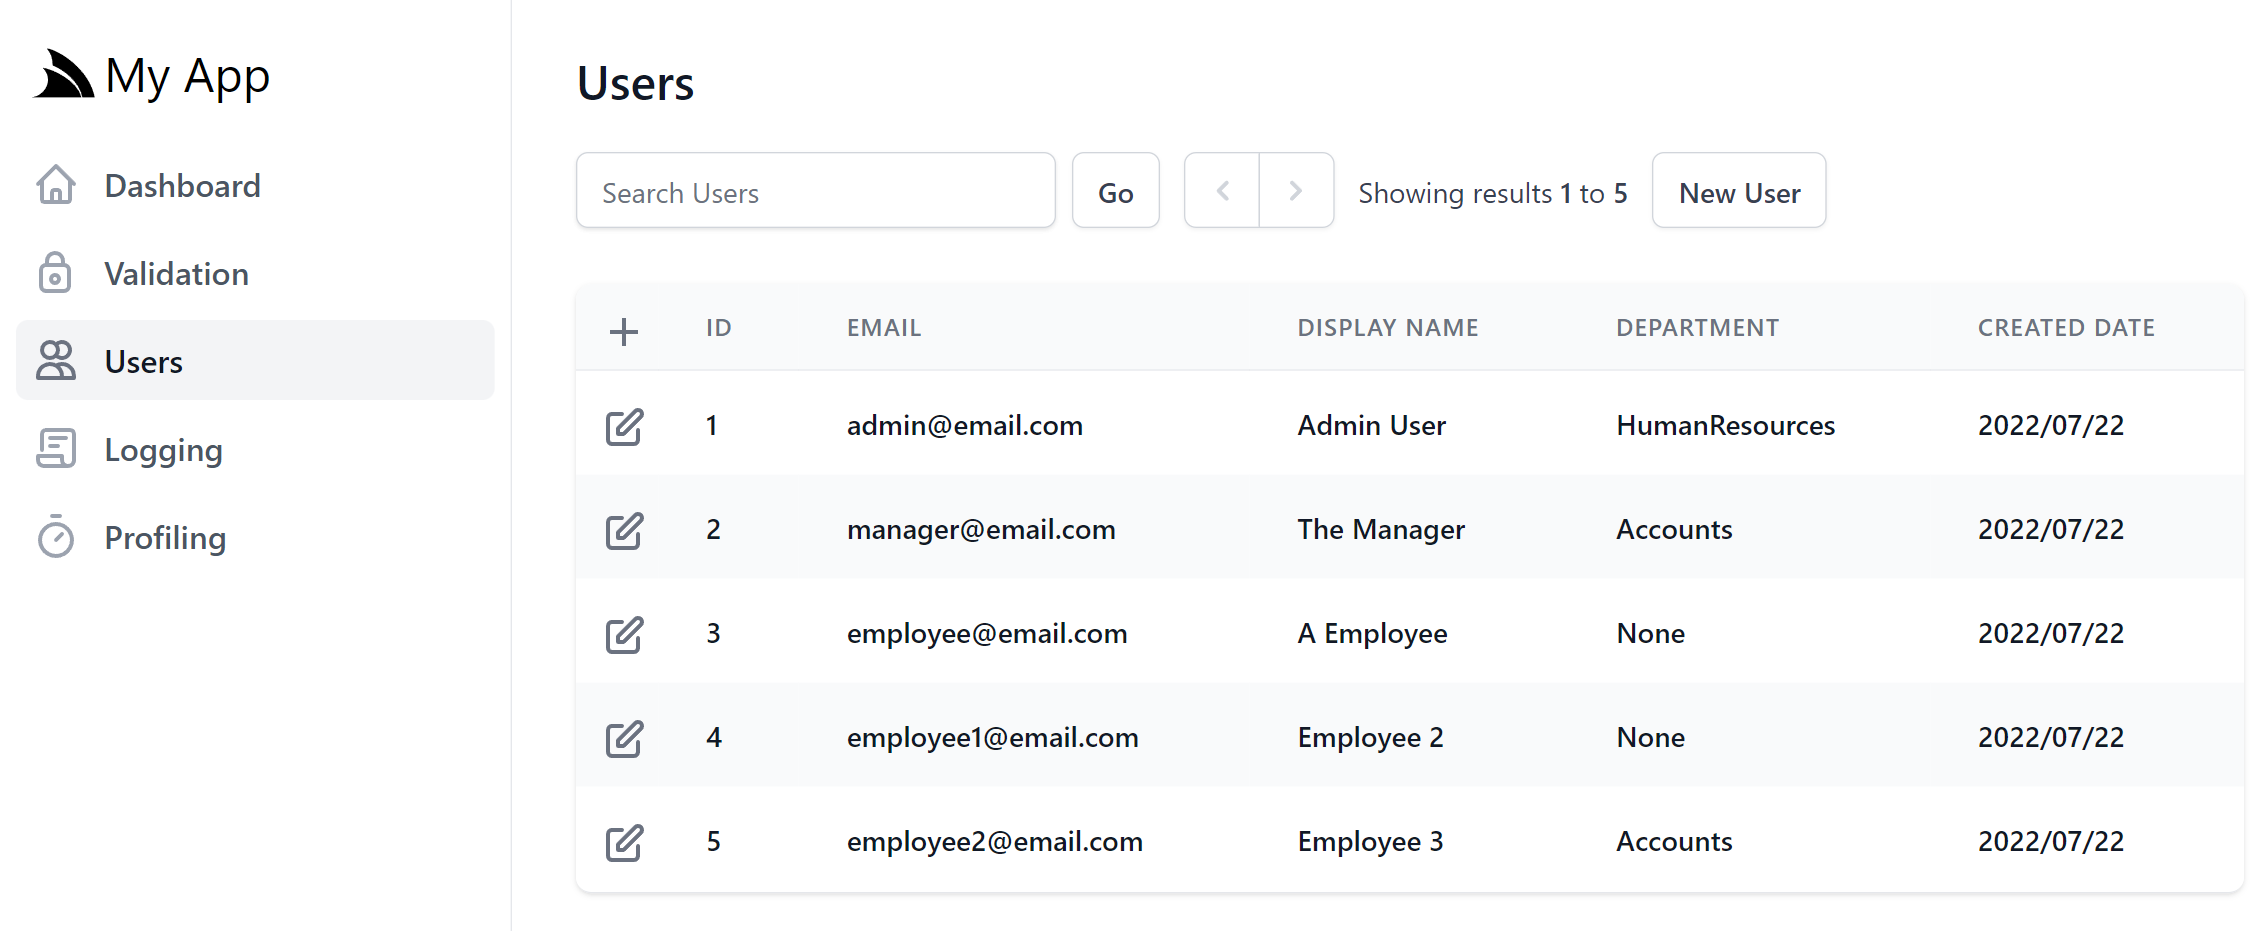 My App
Dashboard
Validation
Users
Logging
Profiling
Users
Search Users Go Showing results 1 to 5 New User
ID EMAIL DISPLAY NAME DEPARTMENT CREATED DATE
1 admin@email.com Admin User HumanResources 2022/07/22
2 manager@email.com The Manager Accounts 2022/07/22
3 employee@email.com A Employee None 2022/07/22
4 employee1@email.com Employee 2 None 2022/07/22
5 employee2@email.com Employee 3 Accounts 2022/07/22